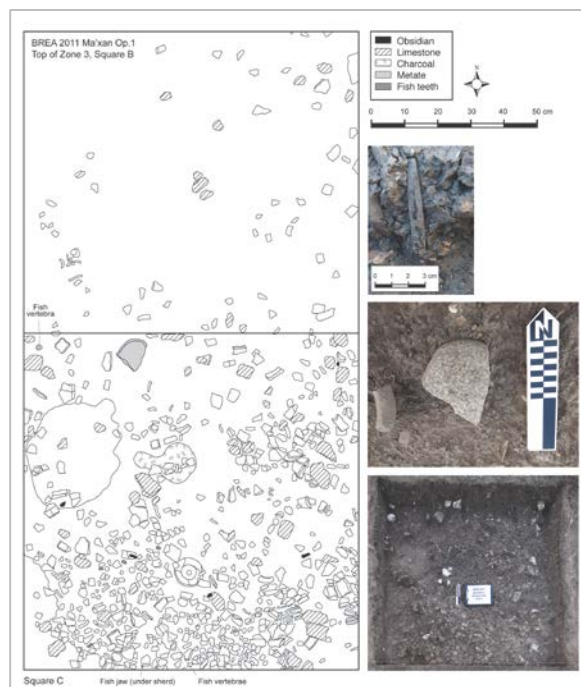 BREA 2011 Ma'xan Op.1
Top of Zone 3, Square B
Obsidian
Limestone
Charcoal
Metate
Fish teeth
N
0 10 20 30 40 50 cm
0 1 2 3 cm
Fish
vertebra
N
Square C
Fish jaw (under sherd)
Fish vertebrae